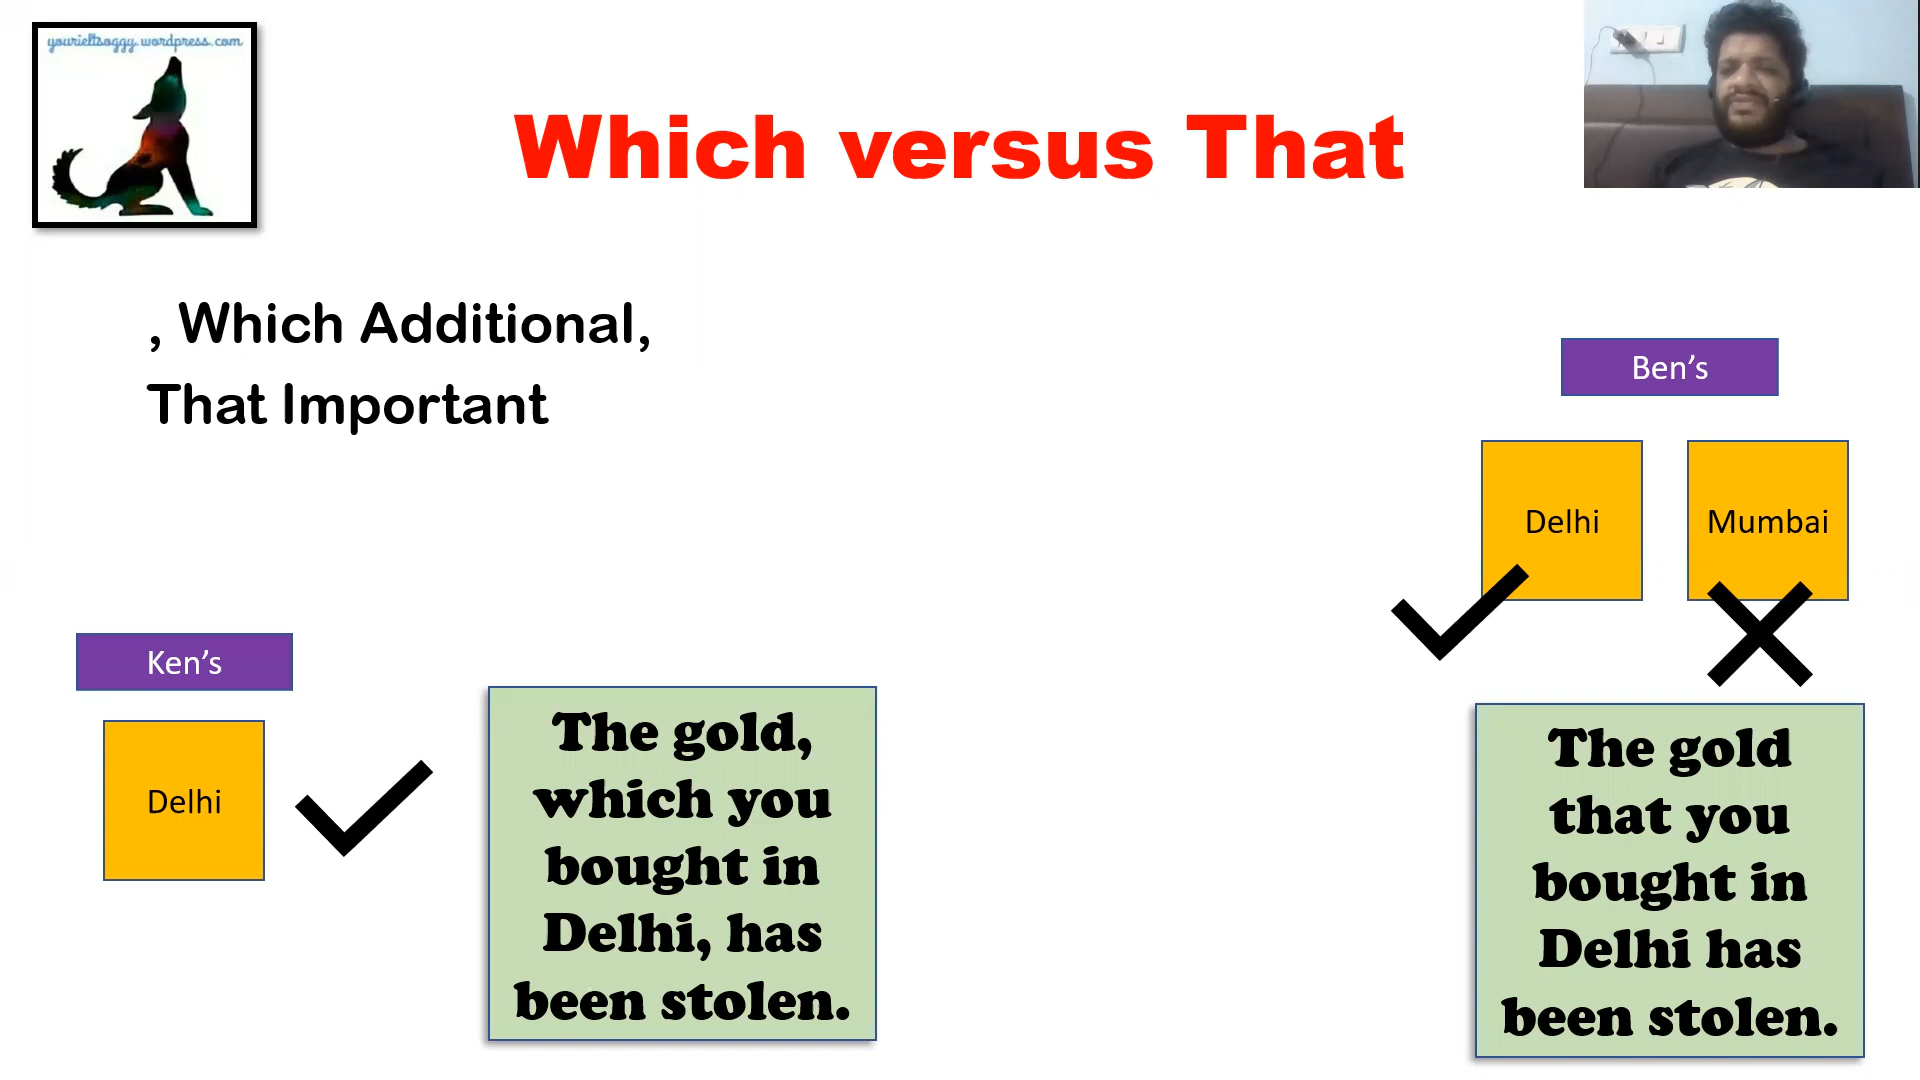 yourieltsoggy.wordpress.com
Which versus That
, Which Additional,
That Important
Ben’s
Delhi
Mumbai
Ken’s
Delhi
The gold,
which you
bought in
Delhi, has
been stolen.
The gold
that you
bought in
Delhi has
been stolen.